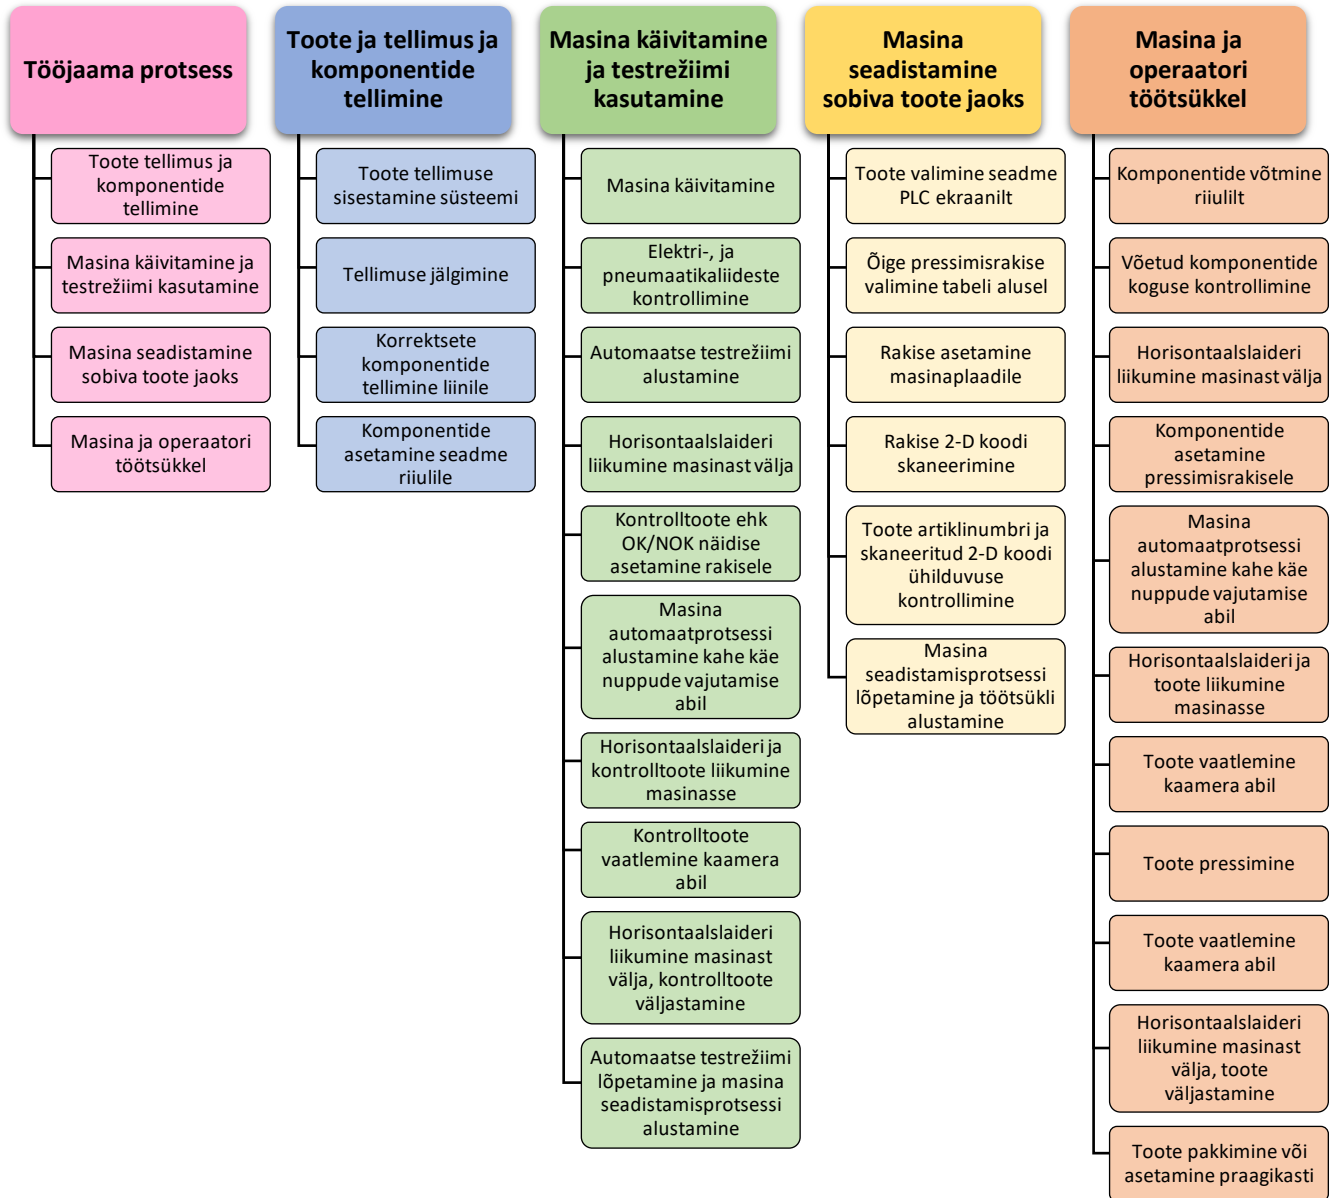 Tööjaama protsess
Toote tellimus ja
komponentide
tellimine
Masina käivitamine ja
testrežiimi kasutamine
Masina seadistamine
sobiva toote jaoks
Masina ja operaatori
töötsükkel
Toote ja tellimus ja
komponentide
tellimine
Toote tellimuse
sisestamine süsteemi
Tellimuse jälgimine
Korrektsete
komponentide
tellimine liinile
Komponentide
asetamine seadme
riiulile
Masina käivitamine
ja testrežiimi
kasutamine
Masina käivitamine
Elektri-, ja
pneumaatikaliideste
kontrollimine
Automaatse testrežiimi
alustamine
Horisontaalslaideri
liikumine masinast välja
Kontrolltoote ehk
OK/NOK näidise
asetamine rakisele
Masina
automaatprotsessi
alustamine kahe käe
nuppude vajutamise
abil
Horisontaalslaideri ja
kontrolltoote liikumine
masinasse
Kontrolltoote
vaatlemine kaamera
abil
Horisontaalslaideri
liikumine masinast
välja, kontrolltoote
väljastamine
Automaatse testrežiimi
lõpetamine ja masina
seadistamisprotsessi
alustamine
Masina
seadistamine
sobiva toote jaoks
Toote valimine seadme
PLC ekraanilt
Õige pressimisrakise
valimine tabeli alusel
Rakise asetamine
masinaplaadile
Rakise 2-D koodi
skaneerimine
Toote artiklinumbri ja
skaneeritud 2-D koodi
ühilduvuse
kontrollimine
Masina
seadistamisprotsessi
lõpetamine ja töötsükli
alustamine
Masina ja
operaatori
töötsükkel
Komponentide võtmine
riiulilt
Võetud komponentide
koguse kontrollimine
Horisontaalslaideri
liikumine masinast välja
Komponentide
asetamine
pressimisrakisele
Masina
automaatprotsessi
alustamine kahe käe
nuppude vajutamise
abil
Horisontaalslaideri ja
toote liikumine
masinasse
Toote vaatlemine
kaamera abil
Toote pressimine
Toote vaatlemine
kaamera abil
Horisontaalslaideri
liikumine masinast
välja, toote
väljastamine
Toote pakkimine või
asetamine praagikasti